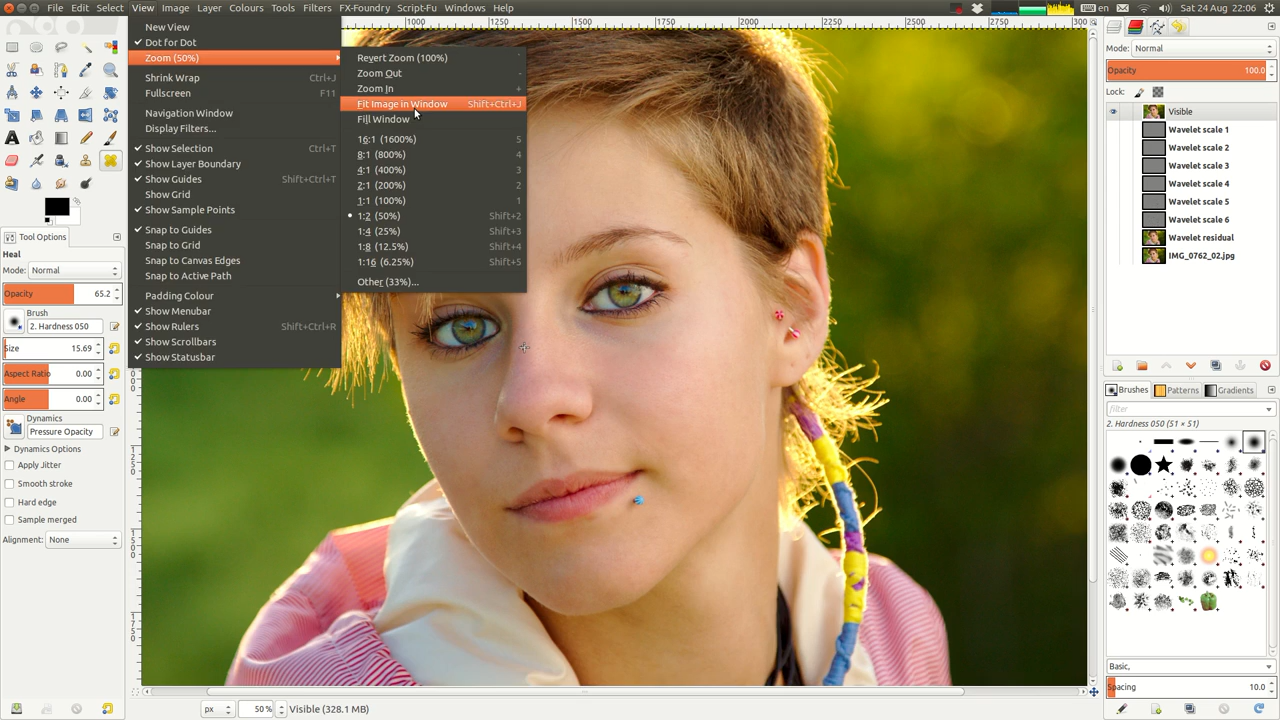 File Edit Select View Image Layer Colours Tools Filters FX-Foundry Script-Fu Windows Help
en Sat 24 Aug 22:06
1000 1250 1500 1750 2000 2250 2500 2750 300
New View
Dot for Dot
Zoom (50%)
Shrink Wrap Ctrl+J
Fullscreen F11
Navigation Window
Display Filters...
Show Selection Ctrl+T
Show Layer Boundary
Show Guides Shift+Ctrl+T
Show Grid
Show Sample Points
Snap to Guides
Snap to Grid
Snap to Canvas Edges
Snap to Active Path
Padding Colour
Show Menubar
Show Rulers Shift+Ctrl+R
Show Scrollbars
Show Statusbar
Revert Zoom (100%) `
Zoom Out -
Zoom In +
Fit Image in Window Shift+Ctrl+J
Fill Window
16:1 (1600%) 5
8:1 (800%) 4
4:1 (400%) 3
2:1 (200%) 2
1:1 (100%) 1
1:2 (50%) Shift+2
1:4 (25%) Shift+3
1:8 (12.5%) Shift+4
1:16 (6.25%) Shift+5
Other (33%)...
Tool Options
Heal
Mode: Normal
Opacity 65.2
Brush
2. Hardness 050
Size 15.69
Aspect Ratio 0.00
Angle 0.00
Dynamics
Pressure Opacity
Dynamics Options
Apply Jitter
Smooth stroke
Hard edge
Sample merged
Alignment: None
1250
1500
1750
px 50% Visible (328.1 MB)
Mode: Normal
Opacity 100.0
Lock:
Visible
Wavelet scale 1
Wavelet scale 2
Wavelet scale 3
Wavelet scale 4
Wavelet scale 5
Wavelet scale 6
Wavelet residual
IMG_0762_02.jpg
Brushes Patterns Gradients
filter
2. Hardness 050 (51 × 51)
Basic,
Spacing 10.0